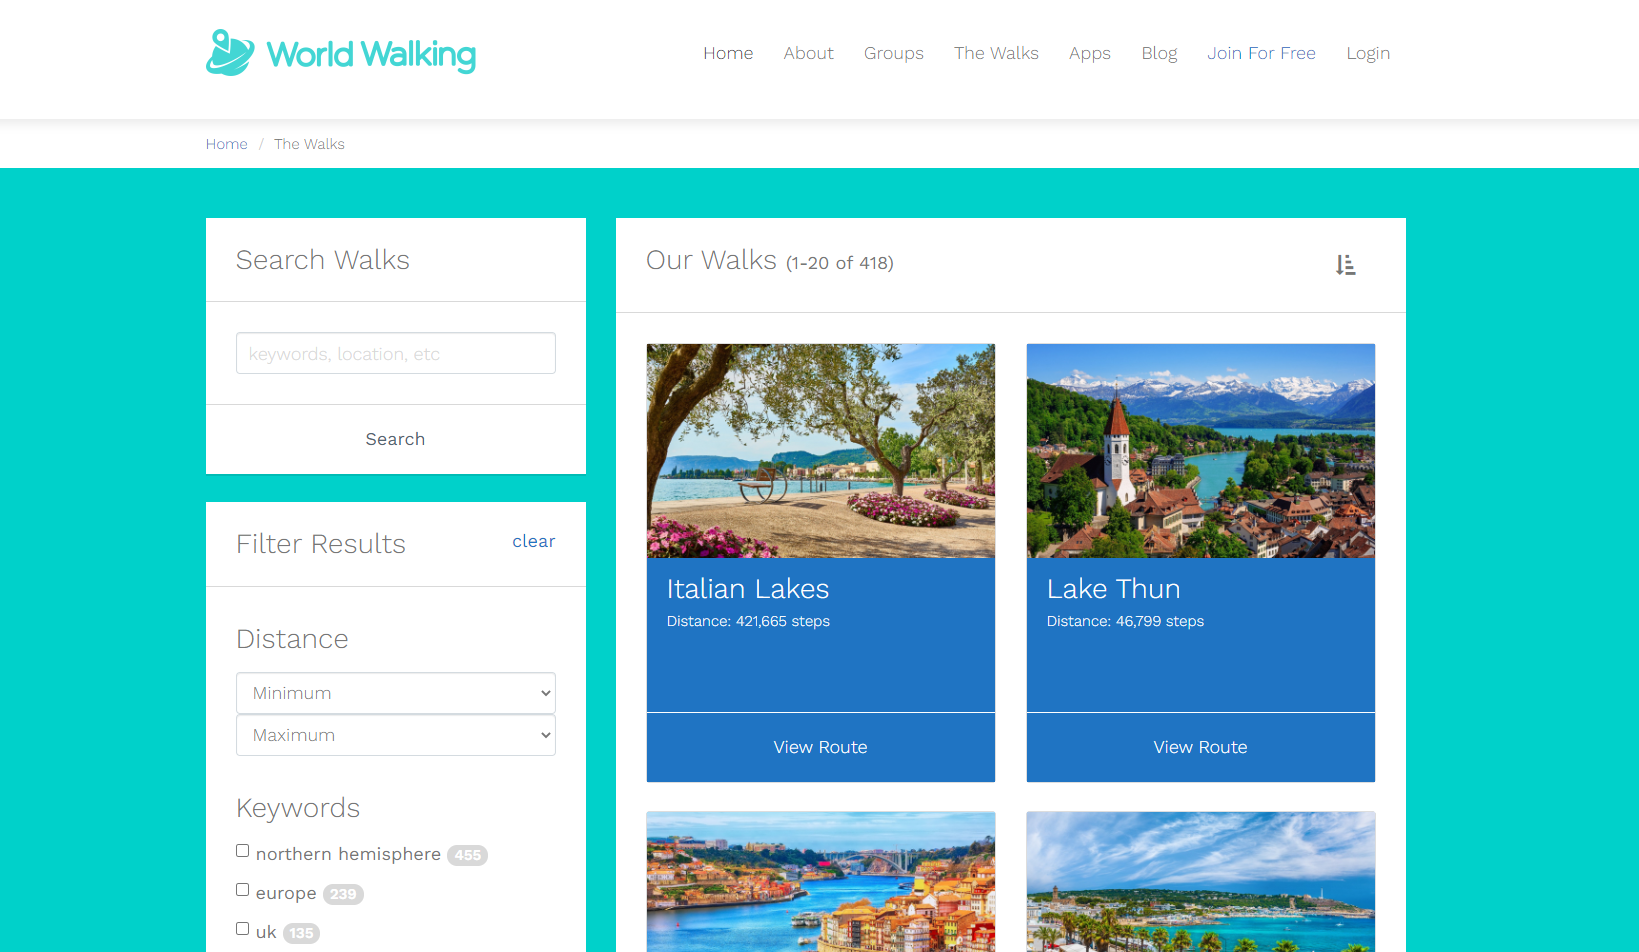 World Walking
Home
About
Groups
The Walks
Apps
Blog
Join For Free
Login
Home / The Walks
Search Walks
keywords, location, etc
Search
Filter Results
clear
Distance
Minimum
Maximum
Keywords
northern hemisphere 455
europe 239
uk 135
Our Walks (1-20 of 418)
Italian Lakes
Distance: 421,665 steps
View Route
Lake Thun
Distance: 46,799 steps
View Route